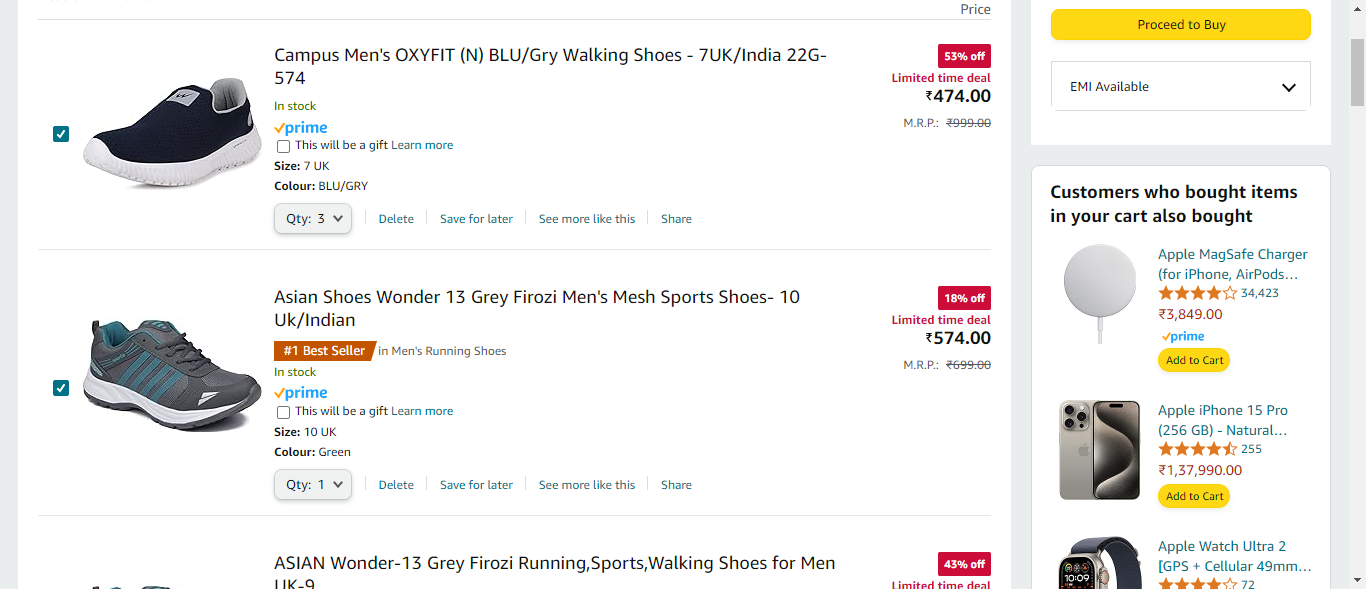 Price
Campus Men's OXYFIT (N) BLU/Gry Walking Shoes - 7UK/India 22G-
574
In stock
prime
This will be a gift Learn more
Size: 7 UK
Colour: BLU/GRY
Qty: 3
Delete
Save for later
See more like this
Share
53% off
Limited time deal
₹474.00
M.R.P.: ₹999.00
Asian Shoes Wonder 13 Grey Firozi Men's Mesh Sports Shoes- 10
Uk/Indian
#1 Best Seller in Men's Running Shoes
In stock
prime
This will be a gift Learn more
Size: 10 UK
Colour: Green
Qty: 1
Delete
Save for later
See more like this
Share
18% off
Limited time deal
₹574.00
M.R.P.: ₹699.00
ASIAN Wonder-13 Grey Firozi Running,Sports,Walking Shoes for Men
UK-9
43% off
Limited time deal
Proceed to Buy
EMI Available
Customers who bought items
in your cart also bought
Apple MagSafe Charger
(for iPhone, AirPods…
34,423
₹3,849.00
prime
Add to Cart
Apple iPhone 15 Pro
(256 GB) - Natural…
255
₹1,37,990.00
Add to Cart
Apple Watch Ultra 2
[GPS + Cellular 49mm…
72
10:09